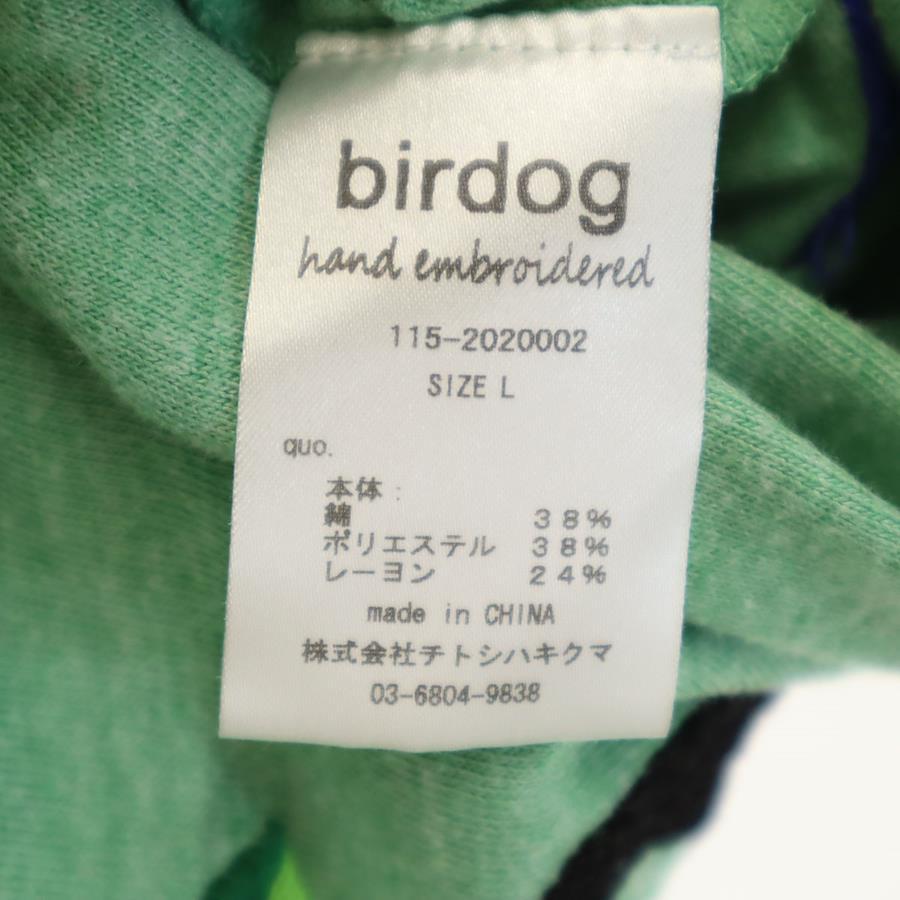 birdog
hand embroidered
115-2020002
SIZE L
quo.
本体:
綿 38%
ポリエステル 38%
レーヨン 24%
made in CHINA
株式会社チトシハキクマ
03-6804-9838